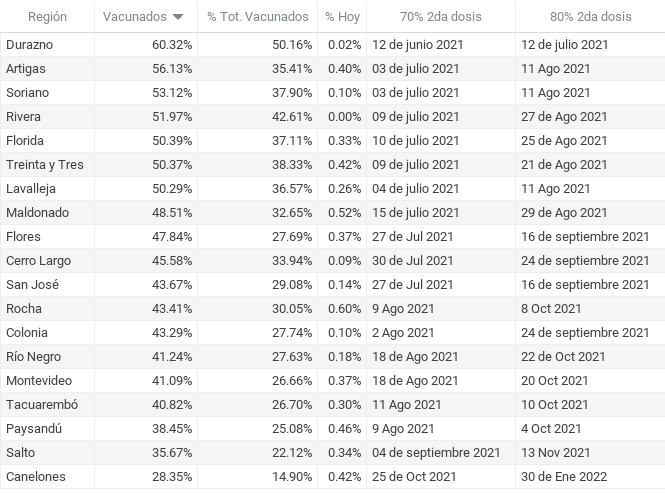 Región Vacunados % Tot. Vacunados % Hoy 70% 2da dosis 80% 2da dosis
Durazno 60.32% 50.16% 0.02% 12 de junio 2021 12 de julio 2021
Artigas 56.13% 35.41% 0.40% 03 de julio 2021 11 Ago 2021
Soriano 53.12% 37.90% 0.10% 03 de julio 2021 11 Ago 2021
Rivera 51.97% 42.61% 0.00% 09 de julio 2021 27 de Ago 2021
Florida 50.39% 37.11% 0.33% 10 de julio 2021 25 de Ago 2021
Treinta y Tres 50.37% 38.33% 0.42% 09 de julio 2021 21 de Ago 2021
Lavalleja 50.29% 36.57% 0.26% 04 de julio 2021 11 Ago 2021
Maldonado 48.51% 32.65% 0.52% 15 de julio 2021 29 de Ago 2021
Flores 47.84% 27.69% 0.37% 27 de Jul 2021 16 de septiembre 2021
Cerro Largo 45.58% 33.94% 0.09% 30 de Jul 2021 24 de septiembre 2021
San José 43.67% 29.08% 0.14% 27 de Jul 2021 16 de septiembre 2021
Rocha 43.41% 30.05% 0.60% 9 Ago 2021 8 Oct 2021
Colonia 43.29% 27.74% 0.10% 2 Ago 2021 24 de septiembre 2021
Río Negro 41.24% 27.63% 0.18% 18 de Ago 2021 22 de Oct 2021
Montevideo 41.09% 26.66% 0.37% 18 de Ago 2021 20 Oct 2021
Tacuarembó 40.82% 26.70% 0.30% 11 Ago 2021 10 Oct 2021
Paysandú 38.45% 25.08% 0.46% 9 Ago 2021 4 Oct 2021
Salto 35.67% 22.12% 0.34% 04 de septiembre 2021 13 Nov 2021
Canelones 28.35% 14.90% 0.42% 25 de Oct 2021 30 de Ene 2022